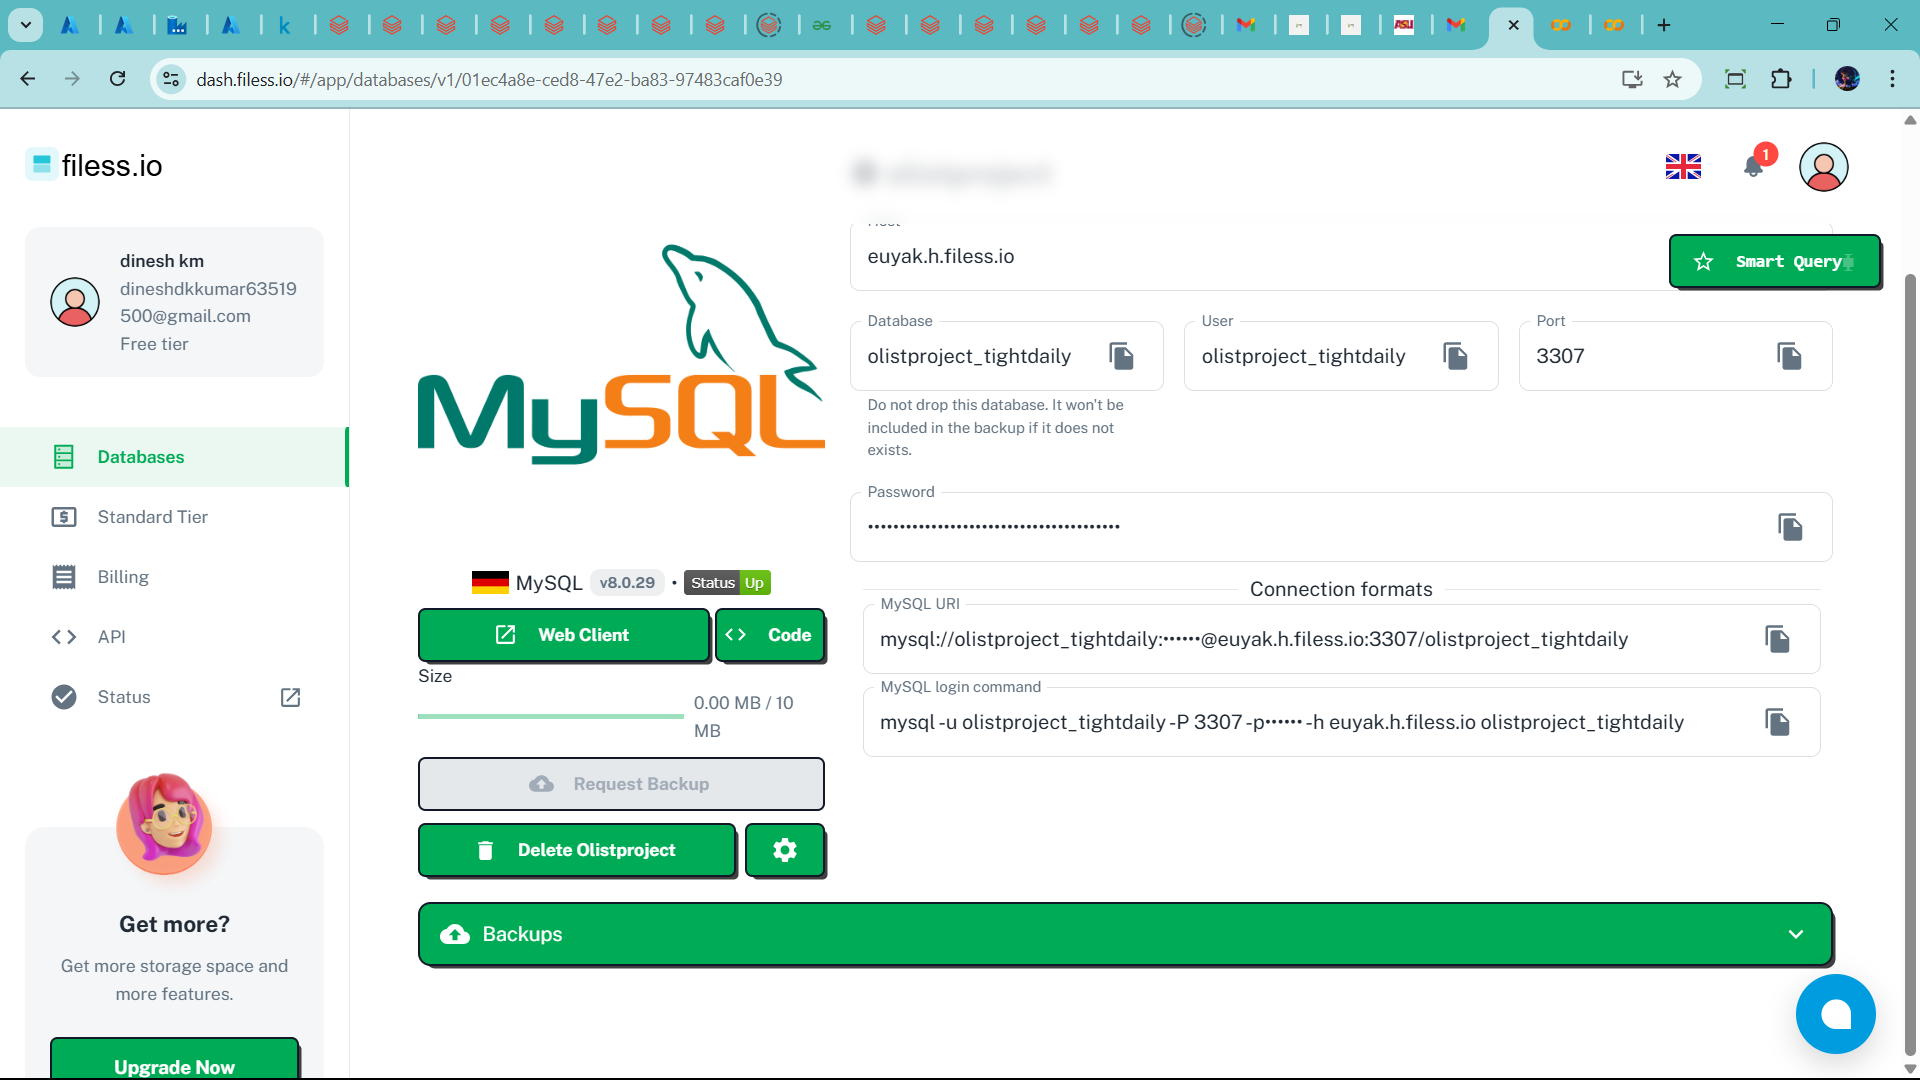 dash.filess.io/#/app/databases/v1/01ec4a8e-ced8-47e2-ba83-97483caf0e39
filess.io
1
dinesh km
dineshdkkumar63519
500@gmail.com
Free tier
Databases
Standard Tier
Billing
API
Status
Get more?
Get more storage space and
more features.
Upgrade Now
MySQL
MySQL v8.0.29 • Status Up
Web Client
Code
Size
0.00 MB / 10
MB
Request Backup
Delete Olistproject
Host
euyak.h.filess.io
Smart Query
Database
olistproject_tightdaily
User
olistproject_tightdaily
Port
3307
Do not drop this database. It won't be
included in the backup if it does not
exists.
Password
••••••••••••••••••••••••••••••••••••••••
Connection formats
MySQL URI
mysql://olistproject_tightdaily:••••••@euyak.h.filess.io:3307/olistproject_tightdaily
MySQL login command
mysql -u olistproject_tightdaily -P 3307 -p•••••• -h euyak.h.filess.io olistproject_tightdaily
Backups